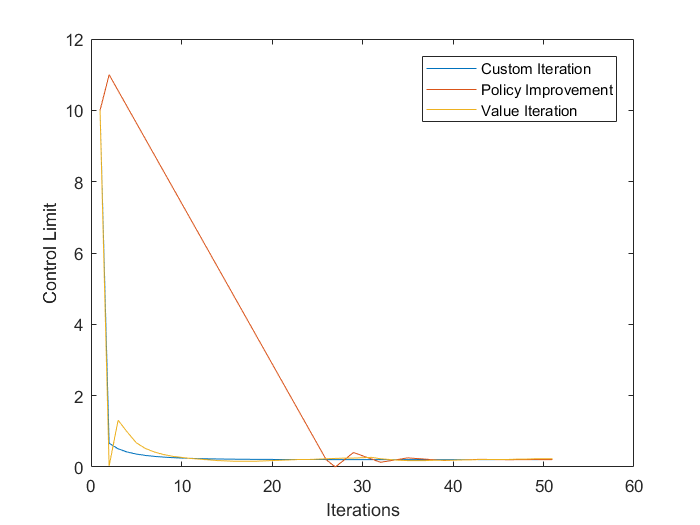 12
10
8
6
4
2
0
Control Limit
Custom Iteration
Policy Improvement
Value Iteration
0 10 20 30 40 50 60
Iterations